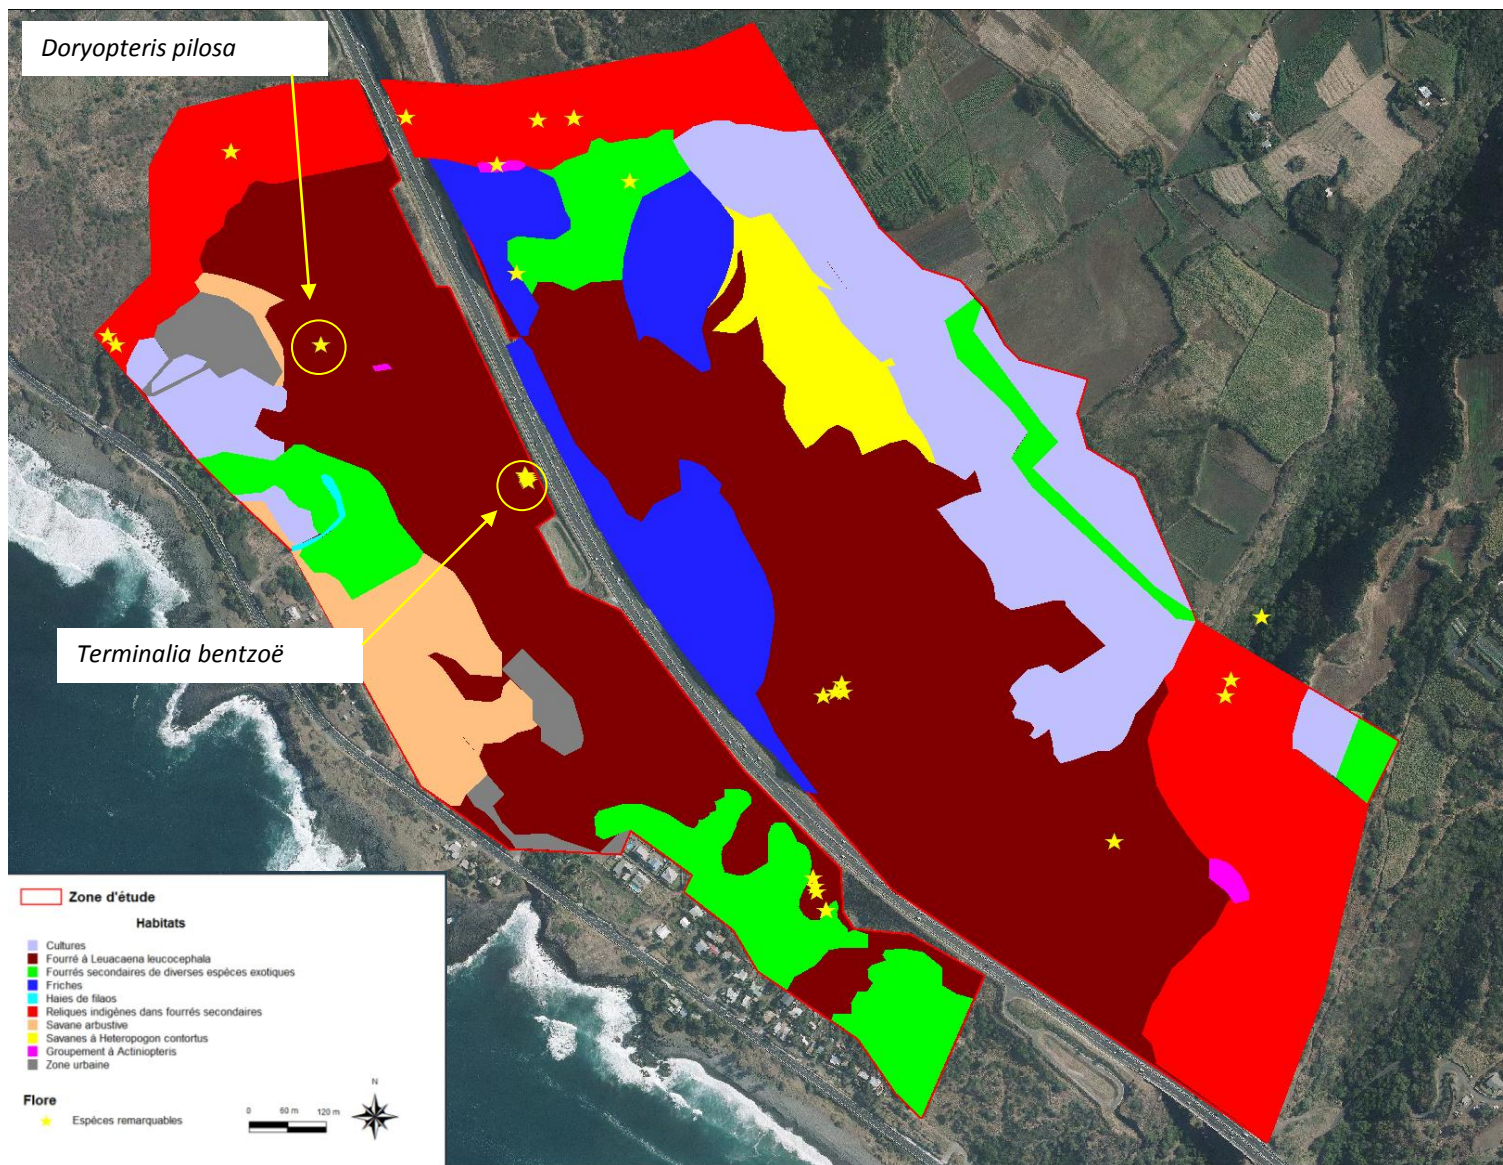 Doryopteris pilosa
Terminalia bentzoë
Zone d'étude
Habitats
Cultures
Fourré à Leuacaena leucocephala
Fourrés secondaires de diverses espèces exotiques
Friches
Haies de filaos
Reliques indigènes dans fourrés secondaires
Savane arbustive
Savanes à Heteropogon contortus
Groupement à Actiniopteris
Zone urbaine
Flore
Espèces remarquables
0 60 m 120 m
N